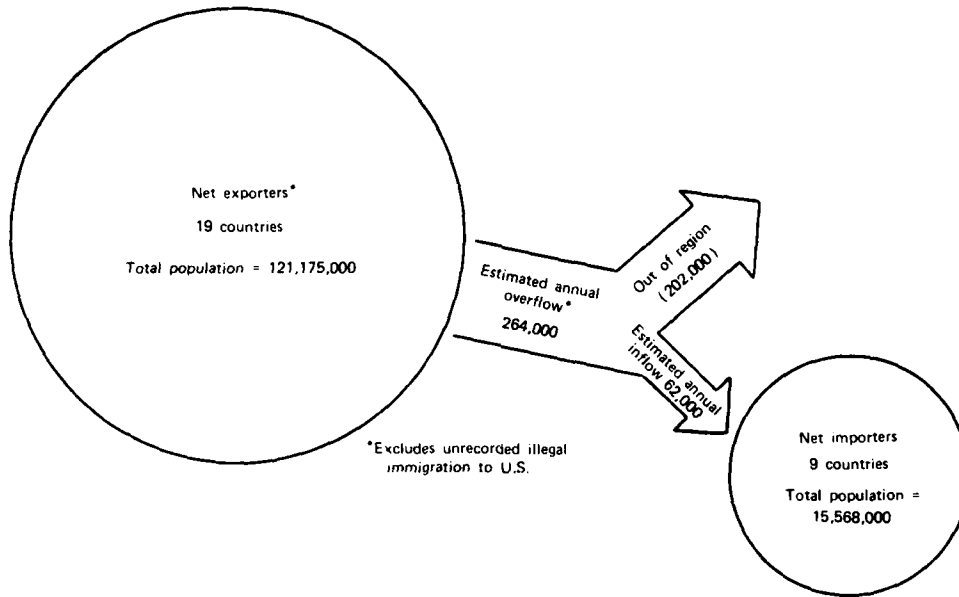 Net exporters*
19 countries
Total population = 121,175,000
Estimated annual
overflow*
264,000
Out of region
(202,000)
Estimated annual
inflow 62,000
*Excludes unrecorded illegal
immigration to U.S.
Net importers
9 countries
Total population =
15,568,000